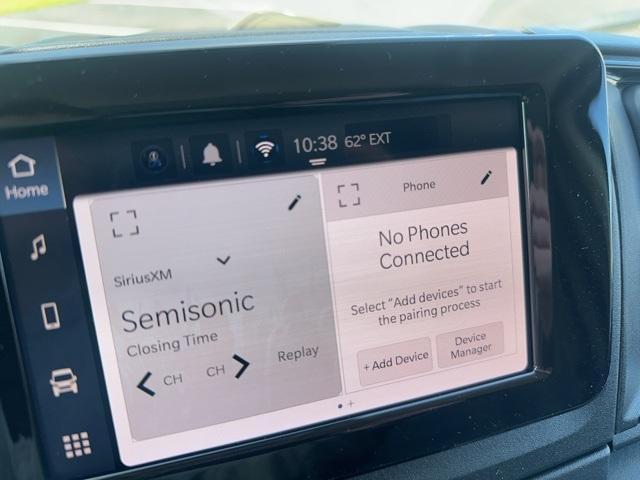 10:38 62° EXT
Home
SiriusXM
Semisonic
Closing Time
CH CH Replay
Phone
No Phones
Connected
Select "Add devices" to start
the pairing process
+ Add Device
Device
Manager